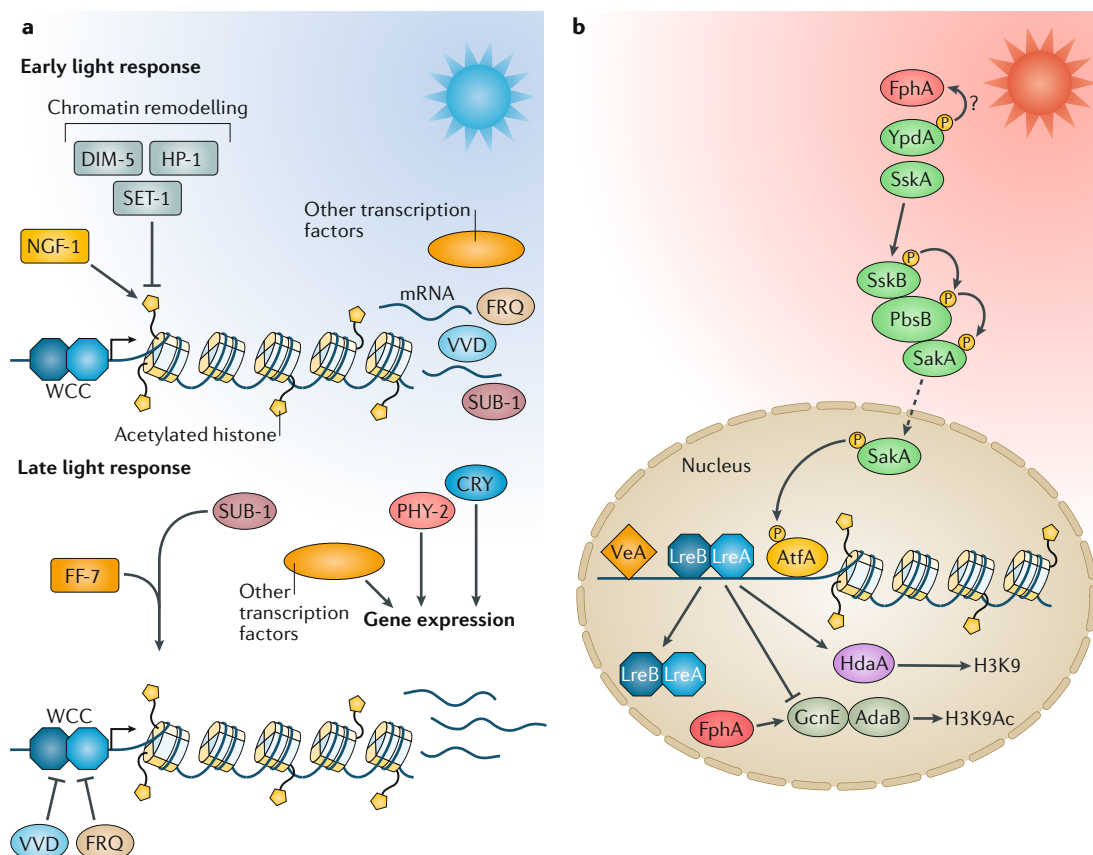 a
Early light response
Chromatin remodelling
DIM-5
HP-1
SET-1
NGF-1
Other transcription
factors
mRNA
FRQ
VVD
SUB-1
WCC
Acetylated histone
Late light response
SUB-1
CRY
PHY-2
FF-7
Other
transcription
factors
Gene expression
WCC
VVD
FRQ
b
FphA
?
P
YpdA
SskA
P
SskB
P
PbsB
P
SakA
Nucleus
P
SakA
P
VeA
LreB
LreA
AtfA
LreB
LreA
HdaA
H3K9
FphA
GcnE
AdaB
H3K9Ac